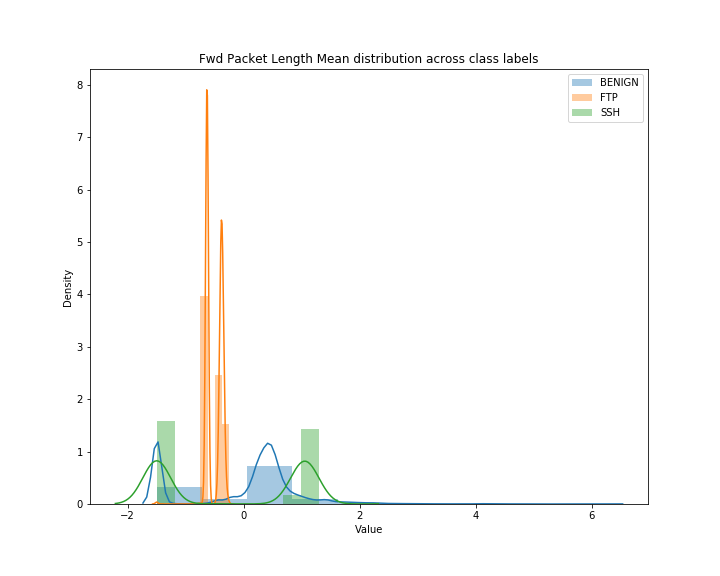 Fwd Packet Length Mean distribution across class labels
BENIGN
FTP
SSH
8
7
6
5
4
3
2
1
0
Density
−2
0
2
4
6
Value